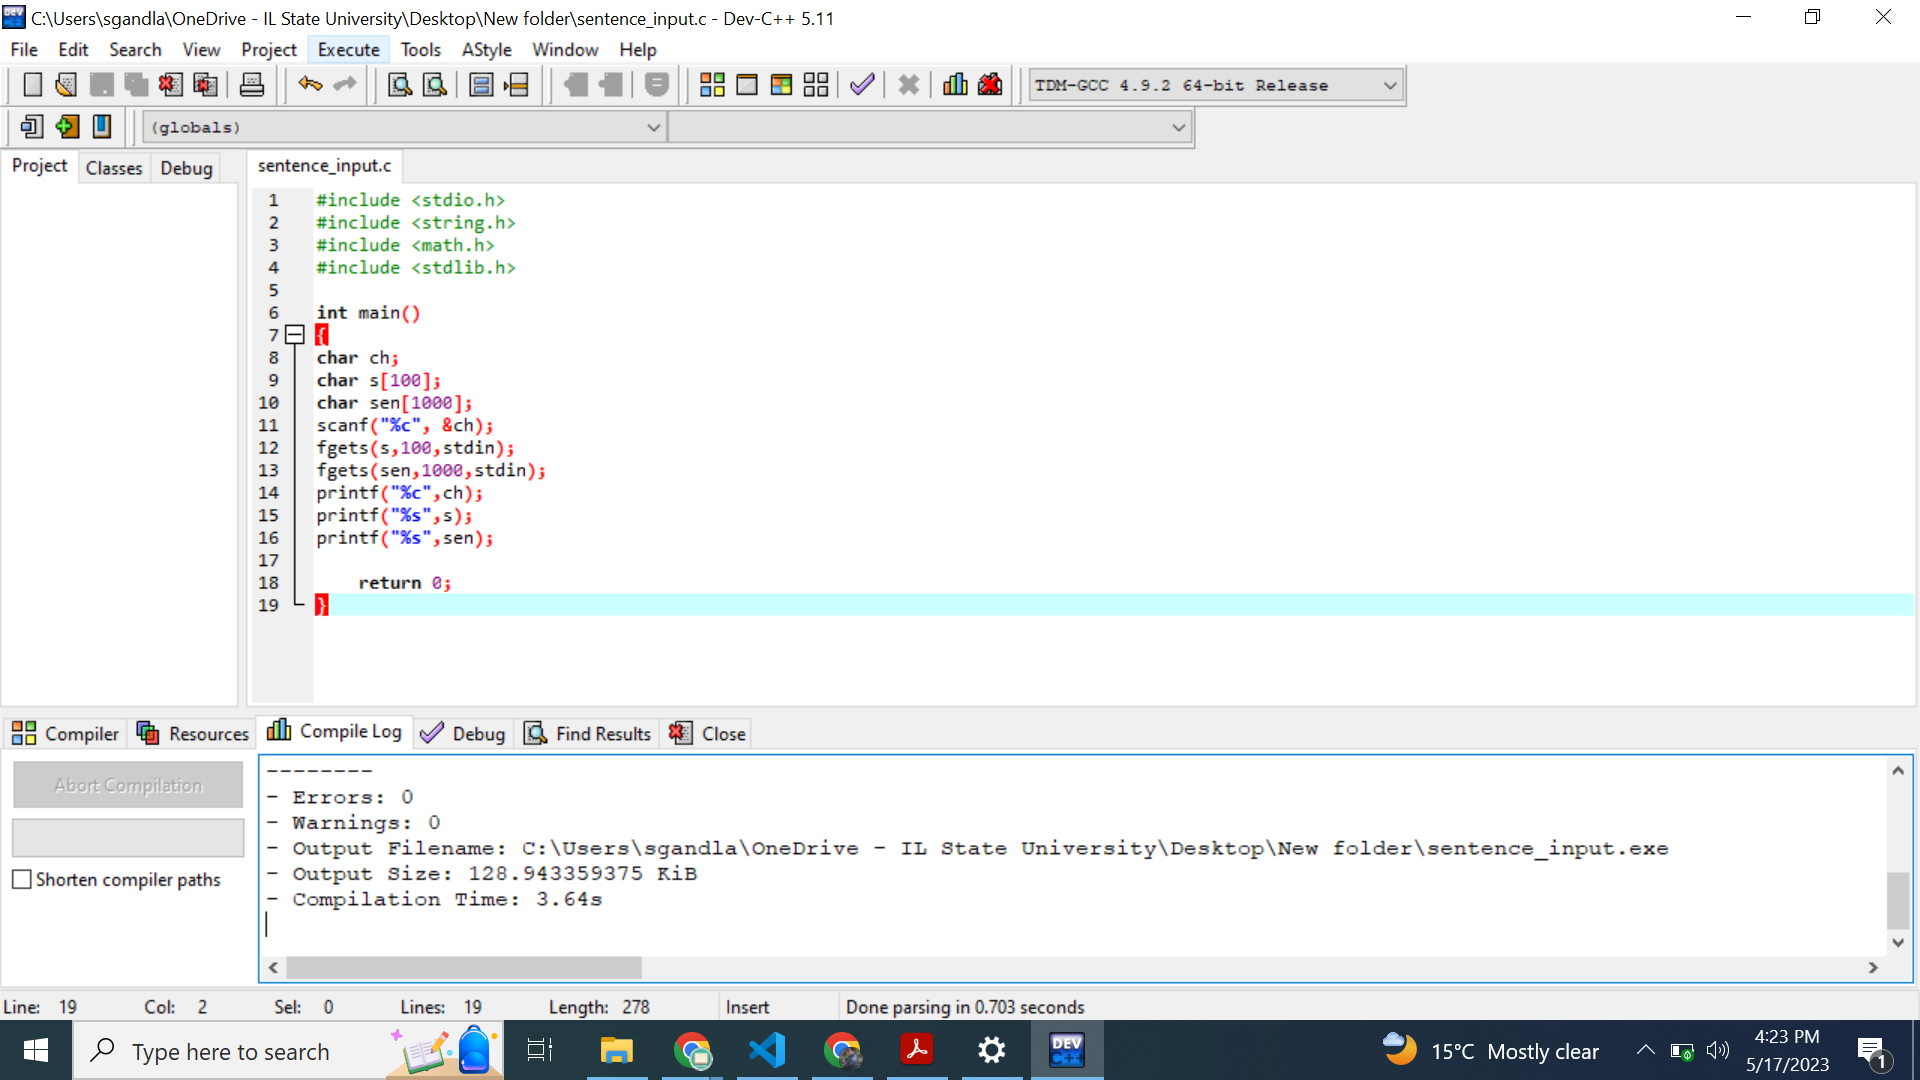 C:\Users\sgandla\OneDrive - IL State University\Desktop\New folder\sentence_input.c - Dev-C++ 5.11
File Edit Search View Project Execute Tools AStyle Window Help
TDM-GCC 4.9.2 64-bit Release
(globals)
Project Classes Debug
sentence_input.c
1 #include <stdio.h>
2 #include <string.h>
3 #include <math.h>
4 #include <stdlib.h>
5
6 int main()
7 {
8 char ch;
9 char s[100];
10 char sen[1000];
11 scanf("%c", &ch);
12 fgets(s,100,stdin);
13 fgets(sen,1000,stdin);
14 printf("%c",ch);
15 printf("%s",s);
16 printf("%s",sen);
17
18 return 0;
19 }
Compiler Resources Compile Log Debug Find Results Close
Abort Compilation
Shorten compiler paths
--------
- Errors: 0
- Warnings: 0
- Output Filename: C:\Users\sgandla\OneDrive - IL State University\Desktop\New folder\sentence_input.exe
- Output Size: 128.943359375 KiB
- Compilation Time: 3.64s
Line: 19 Col: 2 Sel: 0 Lines: 19 Length: 278 Insert Done parsing in 0.703 seconds
Type here to search
DEV C++
15°C Mostly clear
4:23 PM
5/17/2023
1